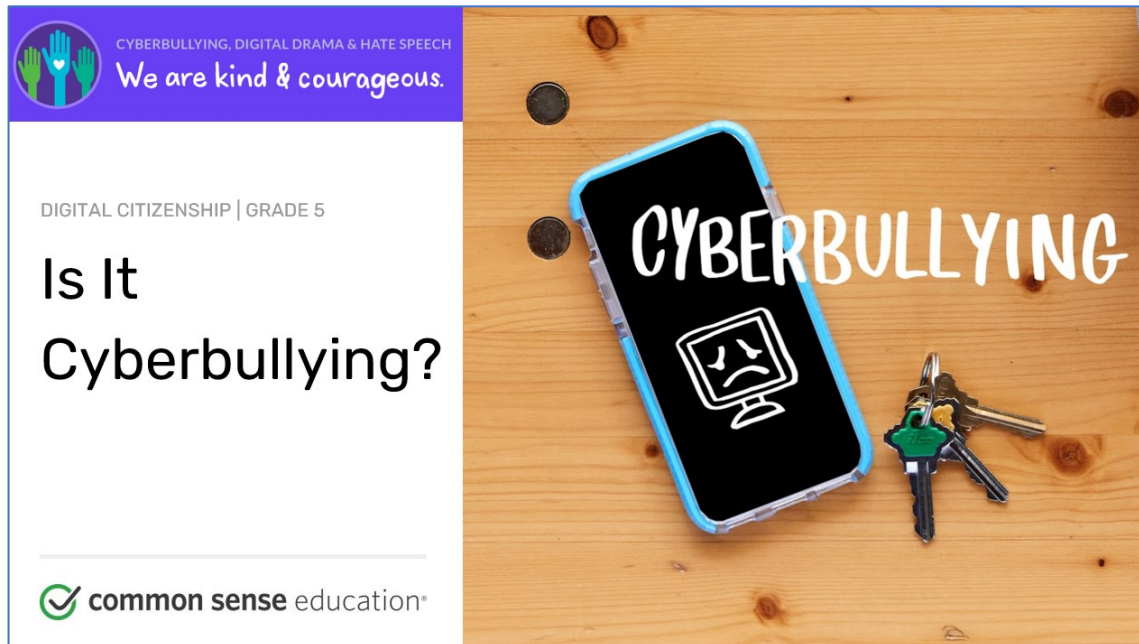 CYBERBULLYING, DIGITAL DRAMA & HATE SPEECH
We are kind & courageous.
DIGITAL CITIZENSHIP | GRADE 5
Is It
Cyberbullying?
common sense education®
CYBERBULLYING